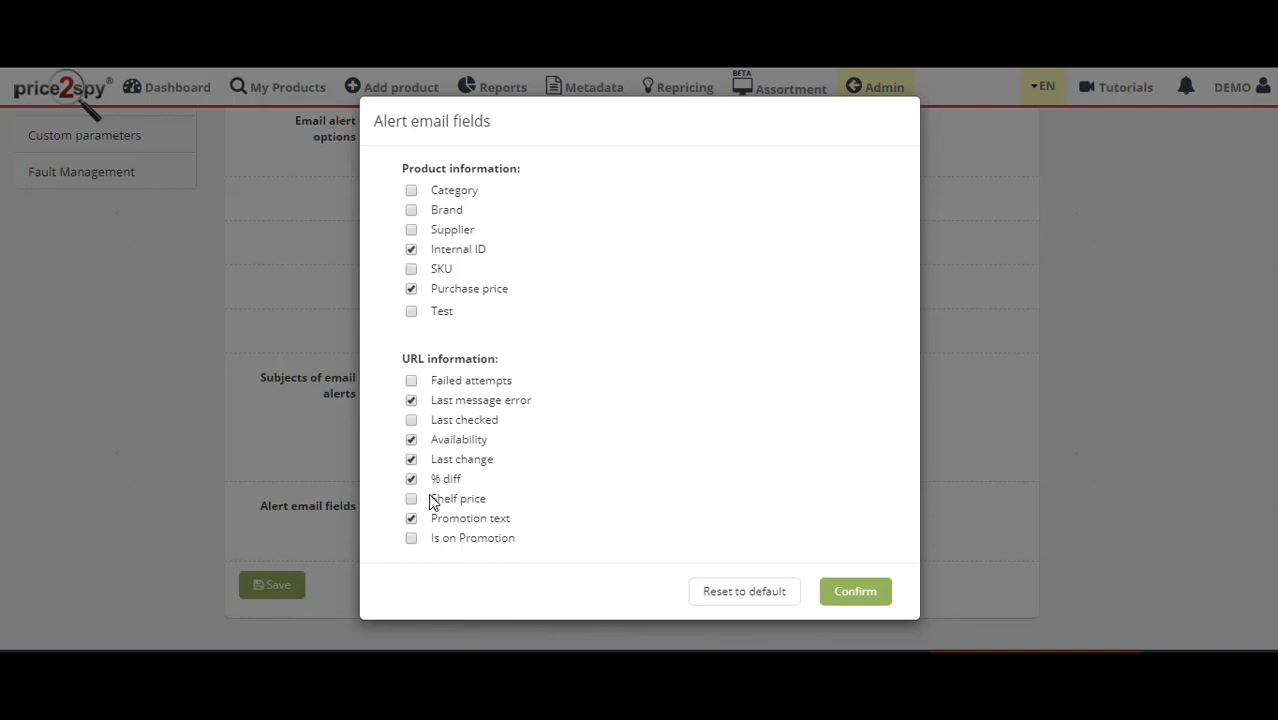 price2spy®
Dashboard
My Products
Add product
Reports
Metadata
Repricing
BETA
Assortment
Admin
EN
Tutorials
DEMO
Custom parameters
Fault Management
Email alert
options
Subjects of email
alerts
Alert email fields
Save
Alert email fields
Product information:
Category
Brand
Supplier
Internal ID
SKU
Purchase price
Test
URL information:
Failed attempts
Last message error
Last checked
Availability
Last change
% diff
Shelf price
Promotion text
Is on Promotion
Reset to default
Confirm